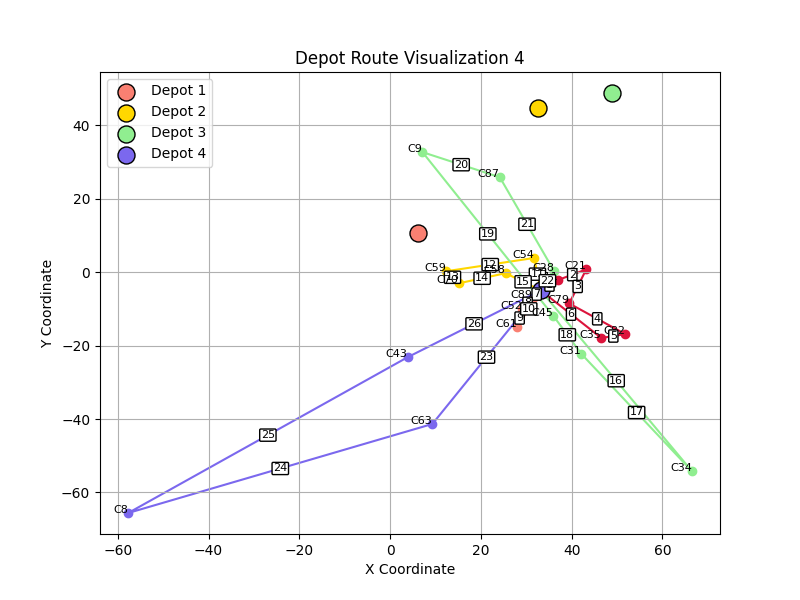 Depot Route Visualization 4
Depot 1
Depot 2
Depot 3
Depot 4
Y Coordinate
40
20
0
−20
−40
−60
−60
−40
−20
0
20
40
60
X Coordinate
C9
20
C87
21
19
C54
12
C59
13
14
15
C28
C21
2
3
22
7
C89
10
9
C61
C45
C79
6
4
C35
5
18
C31
16
17
C34
26
C43
23
25
C63
24
C8